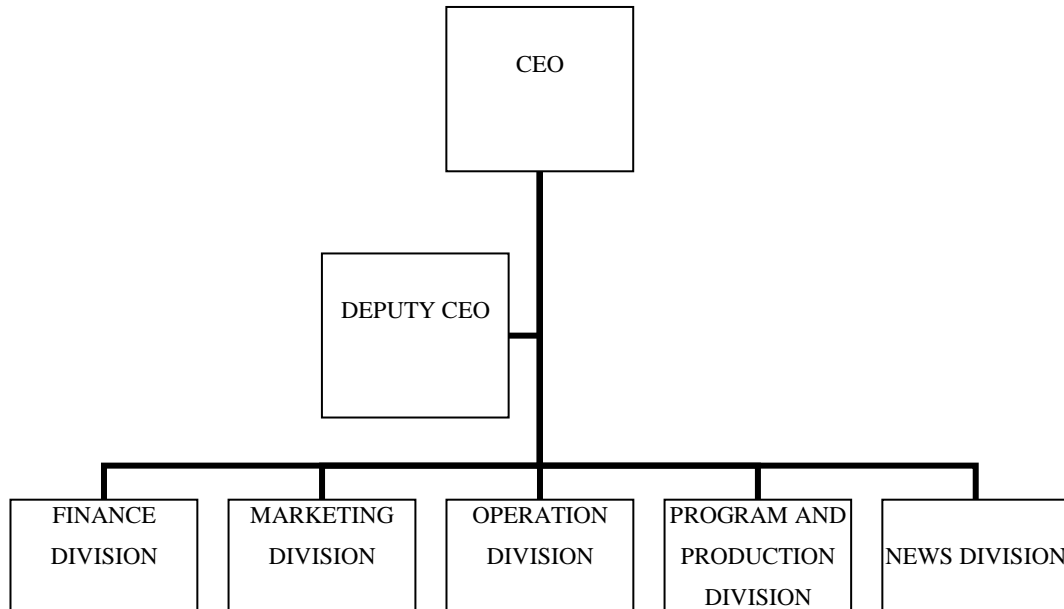 CEO
DEPUTY CEO
FINANCE
DIVISION
MARKETING
DIVISION
OPERATION
DIVISION
PROGRAM AND
PRODUCTION
DIVISION
NEWS DIVISION